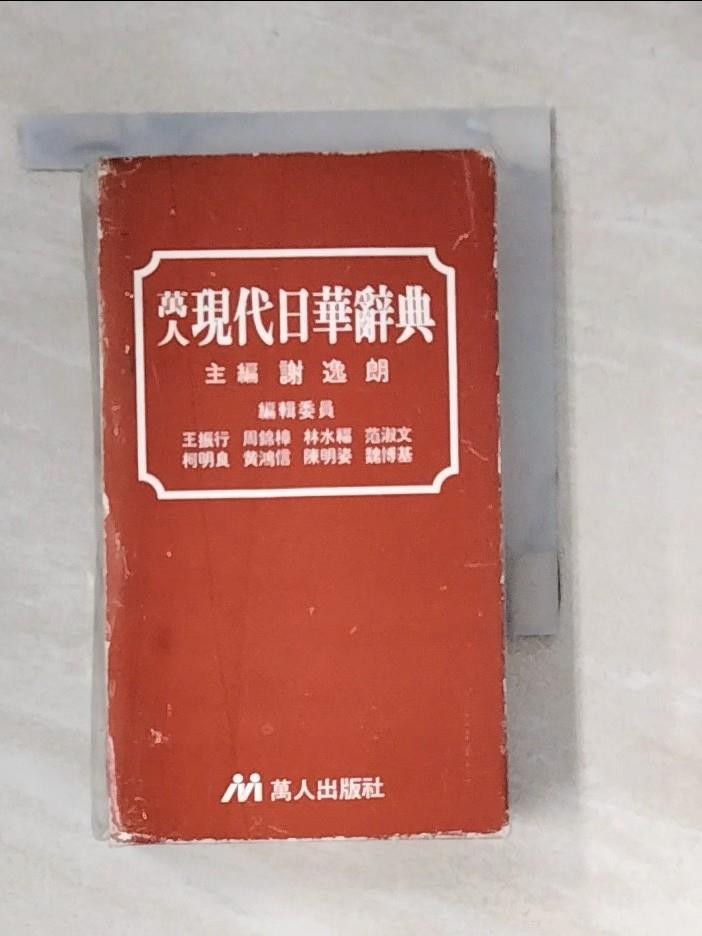 萬人現代日華辭典
主編 謝逸朗
編輯委員
王振行 周錦樟 林水福 范淑文
柯明良 黃鴻信 陳明姿 魏博基
萬人出版社